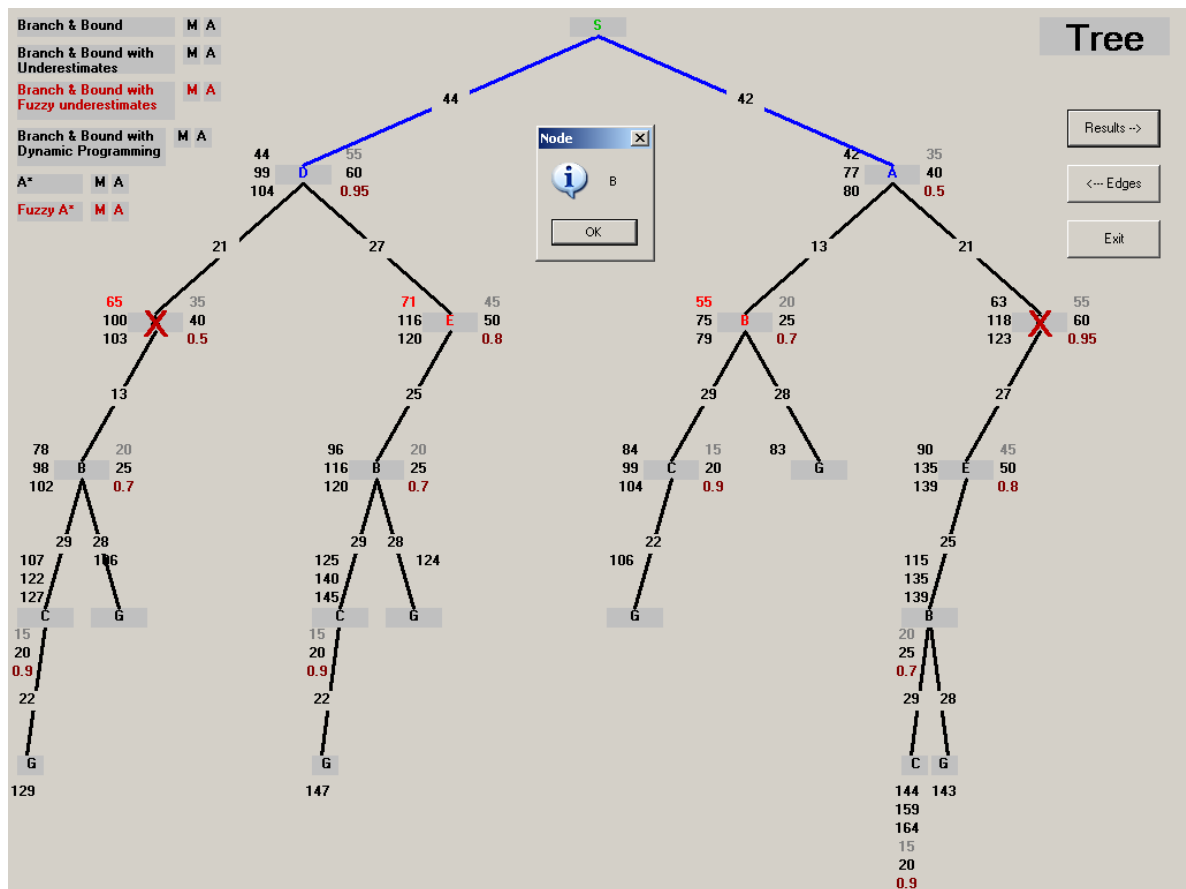 Branch & Bound M A
S
Tree
Branch & Bound with
Underestimates M A
Branch & Bound with
Fuzzy underestimates M A
44
42
Results -->
Node
Branch & Bound with
Dynamic Programming M A
44 55
99 D 60
104 0.95
42 35
77 A 40
80 0.5
A* M A
B
<--- Edges
Fuzzy A* M A
OK
Exit
21 27 13 21
65 35
100 X 40
103 0.5
71 45
116 E 50
120 0.8
55 20
75 B 25
79 0.7
63 55
118 X 60
123 0.95
13 25 29 28 27
78 20
98 B 25
102 0.7
96 20
116 B 25
120 0.7
84 15
99 C 20
104 0.9
83
G
90 45
135 E 50
139 0.8
29 28 29 28 22 25
107 106
122
127
C G
125 124
140
145
C G
106
G
115
135
139
B
15
20
0.9
15
20
0.9
20
25
0.7
22 22 29 28
G G C G
129 147 144 143
159
164
15
20
0.9